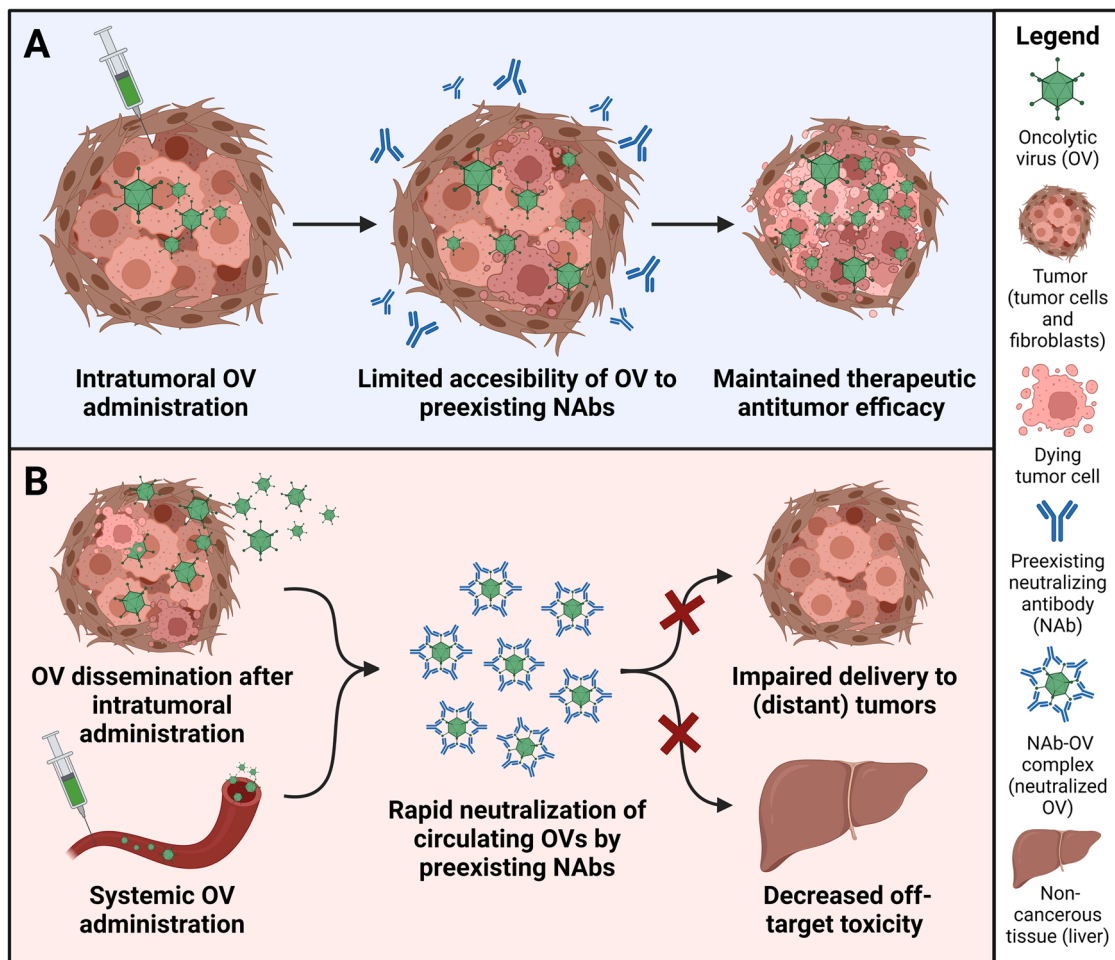 A
Intratumoral OV
administration
Limited accesibility of OV to
preexisting NAbs
Maintained therapeutic
antitumor efficacy
B
OV dissemination after
intratumoral
administration
Systemic OV
administration
Rapid neutralization of
circulating OVs by
preexisting NAbs
Impaired delivery to
(distant) tumors
Decreased off-
target toxicity
Legend
Oncolytic
virus (OV)
Tumor
(tumor cells
and
fibroblasts)
Dying
tumor cell
Preexisting
neutralizing
antibody
(NAb)
NAb-OV
complex
(neutralized
OV)
Non-
cancerous
tissue (liver)